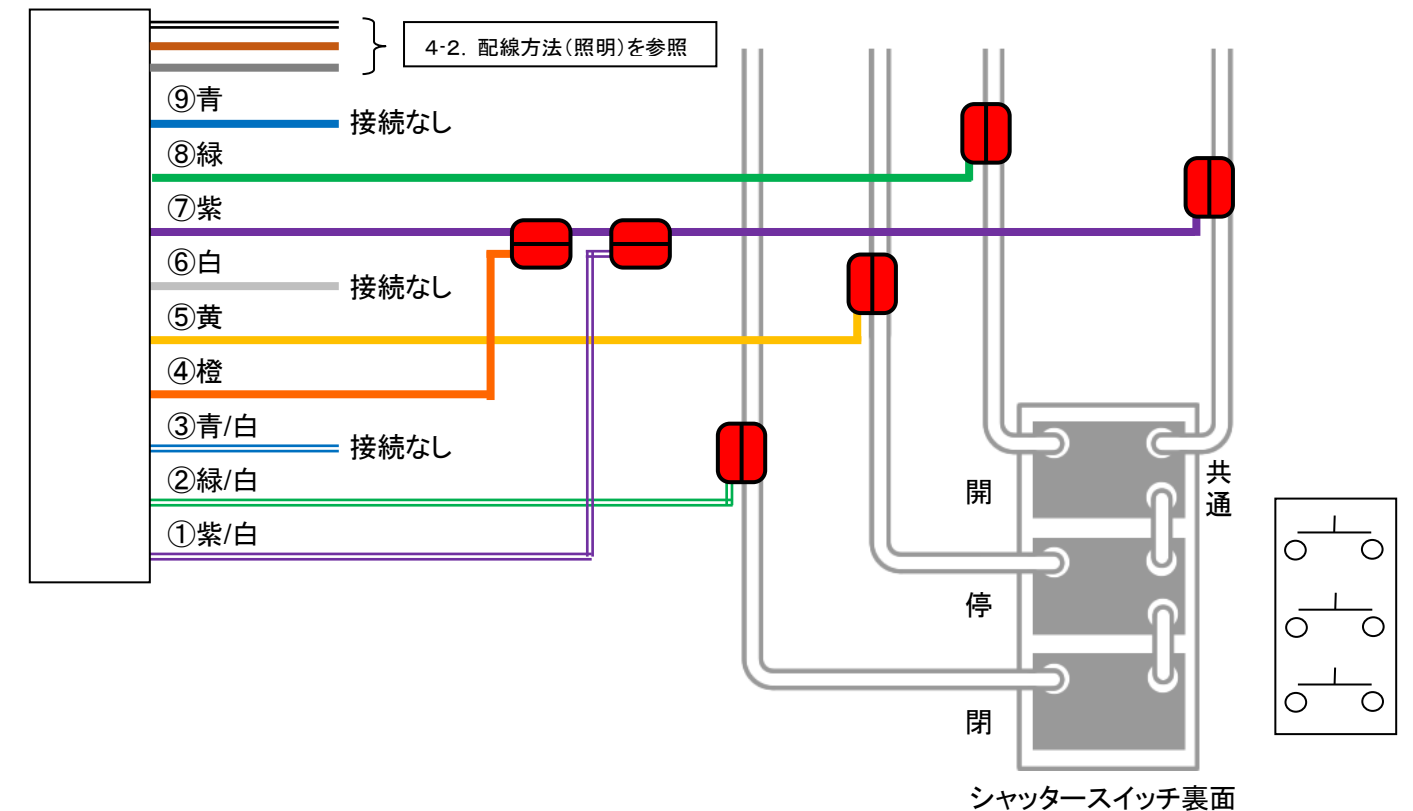 4-2. 配線方法(照明)を参照
⑨青
接続なし
⑧緑
⑦紫
⑥白
接続なし
⑤黄
④橙
③青/白
接続なし
②緑/白
①紫/白
開
共通
停
閉
シャッタースイッチ裏面